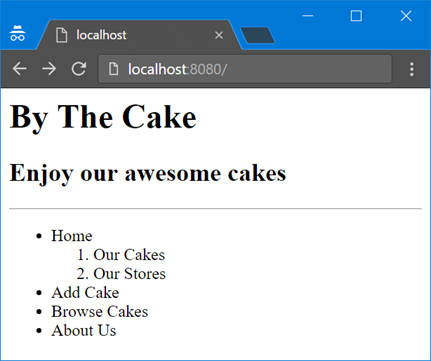 localhost
localhost:8080/
By The Cake
Enjoy our awesome cakes
Home
1. Our Cakes
2. Our Stores
Add Cake
Browse Cakes
About Us